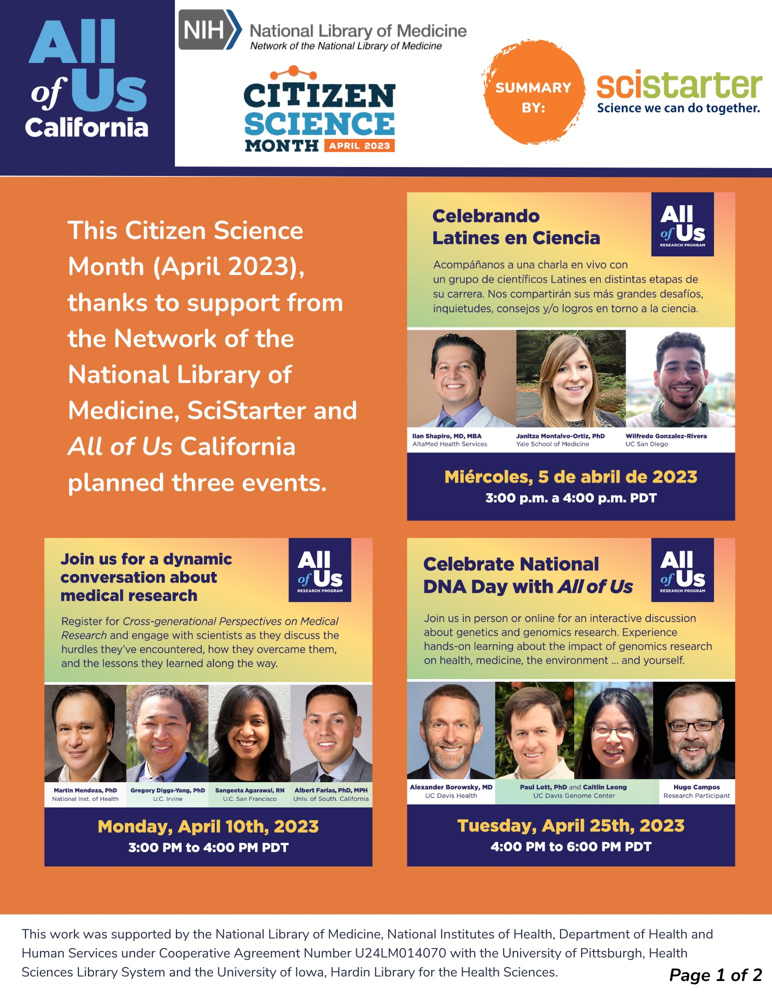 All
of Us
California
NIH
National Library of Medicine
Network of the National Library of Medicine
CITIZEN
SCIENCE
MONTH APRIL 2023
SUMMARY
BY:
scistarter
Science we can do together.
This Citizen Science
Month (April 2023),
thanks to support from
the Network of the
National Library of
Medicine, SciStarter and
All of Us California
planned three events.
Celebrando
Latines en Ciencia
All
of Us
RESEARCH PROGRAM
Acompáñanos a una charla en vivo con
un grupo de científicos Latines en distintas etapas de
su carrera. Nos compartirán sus más grandes desafíos,
inquietudes, consejos y/o logros en torno a la ciencia.
Ilan Shapiro, MD, MBA
AltaMed Health Services
Janitza Montalvo-Ortiz, PhD
Yale School of Medicine
Wilfredo Gonzalez-Rivera
UC San Diego
Miércoles, 5 de abril de 2023
3:00 p.m. a 4:00 p.m. PDT
Join us for a dynamic
conversation about
medical research
All
of Us
RESEARCH PROGRAM
Register for Cross-generational Perspectives on Medical
Research and engage with scientists as they discuss the
hurdles they've encountered, how they overcame them,
and the lessons they learned along the way.
Martin Mendoza, PhD
National Inst. of Health
Gregory Diggs-Yang, PhD
U.C. Irvine
Sangeeta Agarawal, RN
U.C. San Francisco
Albert Farias, PhD, MPH
Univ. of South. California
Monday, April 10th, 2023
3:00 PM to 4:00 PM PDT
Celebrate National
DNA Day with All of Us
All
of Us
RESEARCH PROGRAM
Join us in person or online for an interactive discussion
about genetics and genomics research. Experience
hands-on learning about the impact of genomics research
on health, medicine, the environment ... and yourself.
Alexander Borowsky, MD
UC Davis Health
Paul Lott, PhD and Caitlin Leong
UC Davis Genome Center
Hugo Campos
Research Participant
Tuesday, April 25th, 2023
4:00 PM to 6:00 PM PDT
This work was supported by the National Library of Medicine, National Institutes of Health, Department of Health and
Human Services under Cooperative Agreement Number U24LM014070 with the University of Pittsburgh, Health
Sciences Library System and the University of Iowa, Hardin Library for the Health Sciences.
Page 1 of 2